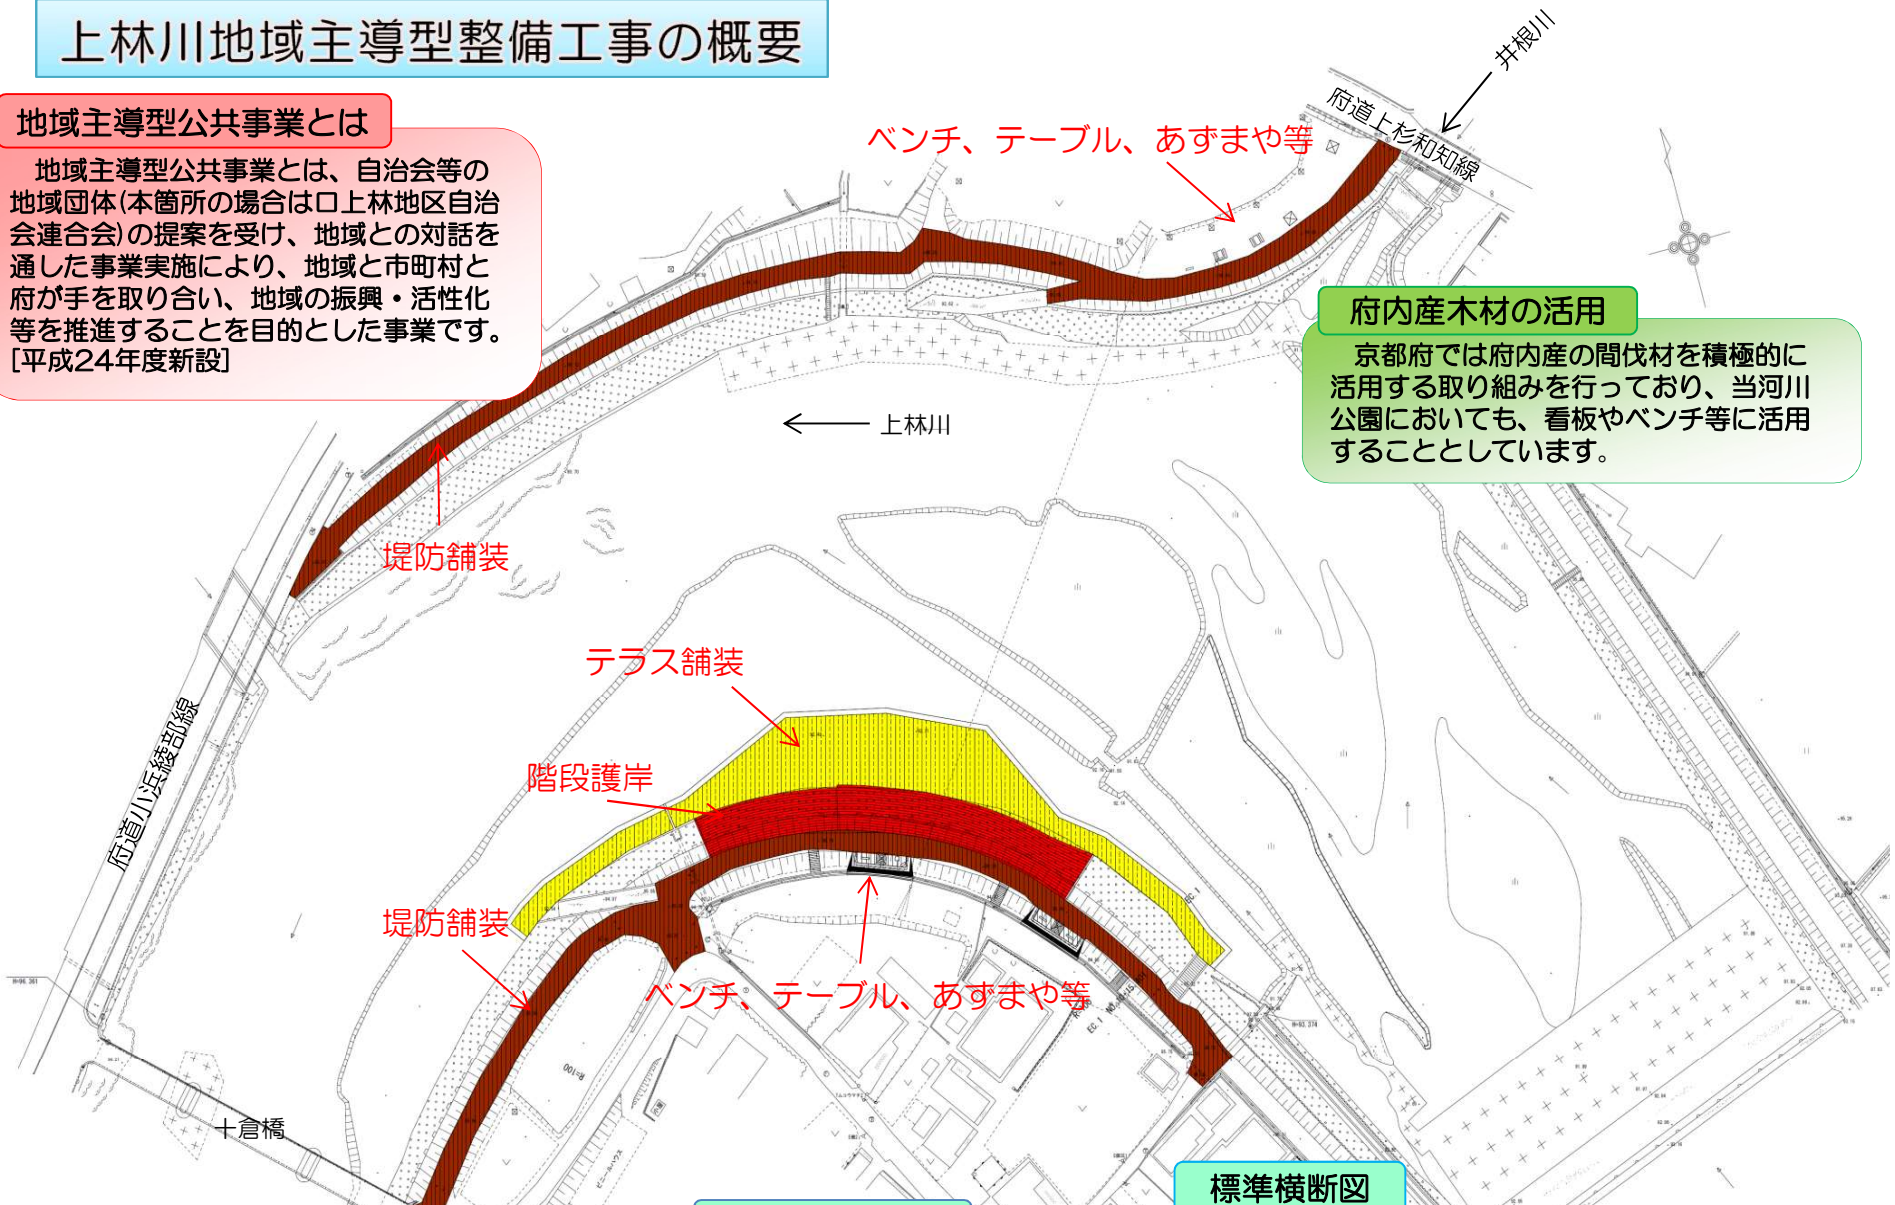 上林川地域主導型整備工事の概要
地域主導型公共事業とは
地域主導型公共事業とは、自治会等の
地域団体(本箇所の場合は口上林地区自治
会連合会)の提案を受け、地域との対話を
通した事業実施により、地域と市町村と
府が手を取り合い、地域の振興・活性化
等を推進することを目的とした事業です。
[平成24年度新設]
井根川
府道上杉和知線
ベンチ、テーブル、あずまや等
府内産木材の活用
京都府では府内産の間伐材を積極的に
活用する取り組みを行っており、当河川
公園においても、看板やベンチ等に活用
することとしています。
上林川
堤防舗装
テラス舗装
階段護岸
府道小浜綾部線
堤防舗装
ベンチ、テーブル、あずまや等
R=100
十倉橋
ビニールハウス
標準横断図